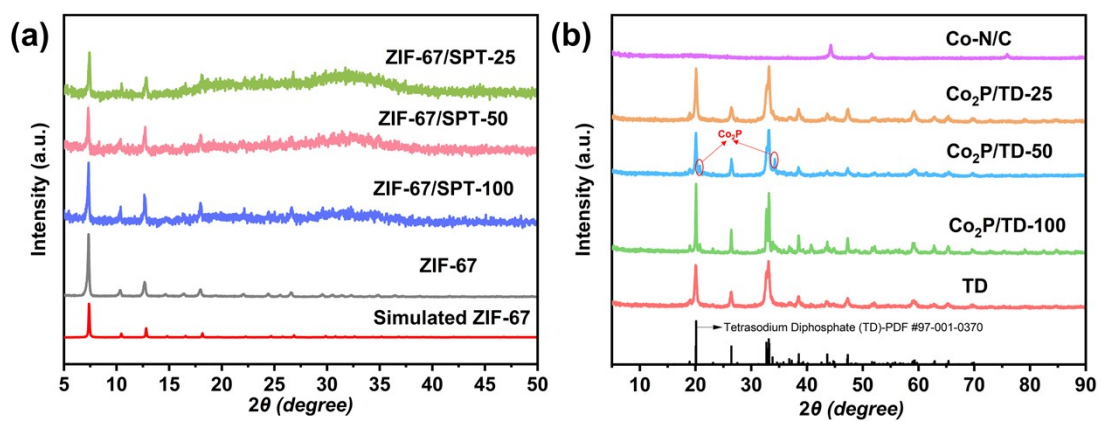 (a)
ZIF-67/SPT-25
ZIF-67/SPT-50
ZIF-67/SPT-100
ZIF-67
Simulated ZIF-67
Intensity (a.u.)
5 10 15 20 25 30 35 40 45 50
2θ (degree)
(b)
Co-N/C
Co₂P/TD-25
Co₂P
Co₂P/TD-50
Co₂P/TD-100
TD
Tetrasodium Diphosphate (TD)-PDF #97-001-0370
Intensity (a.u.)
10 20 30 40 50 60 70 80 90
2θ (degree)